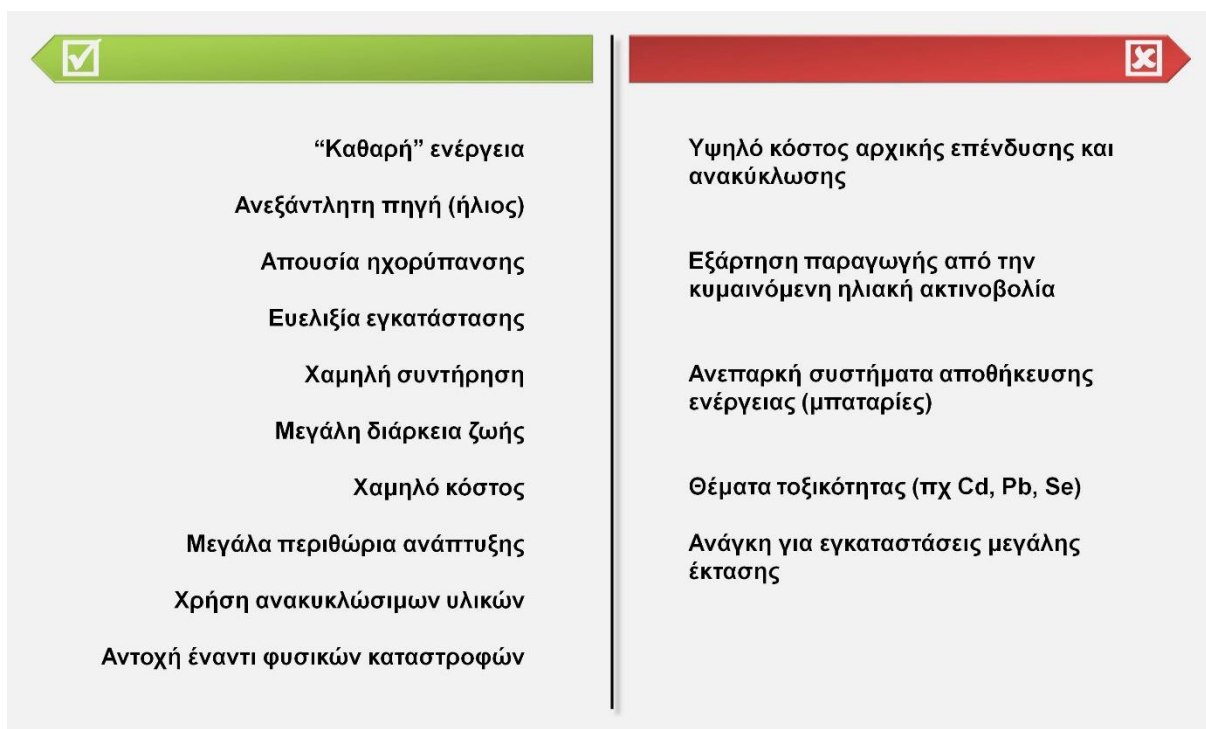 “Καθαρή” ενέργεια
Ανεξάντλητη πηγή (ήλιος)
Απουσία ηχορύπανσης
Ευελιξία εγκατάστασης
Χαμηλή συντήρηση
Μεγάλη διάρκεια ζωής
Χαμηλό κόστος
Μεγάλα περιθώρια ανάπτυξης
Χρήση ανακυκλώσιμων υλικών
Αντοχή έναντι φυσικών καταστροφών
Υψηλό κόστος αρχικής επένδυσης και
ανακύκλωσης
Εξάρτηση παραγωγής από την
κυμαινόμενη ηλιακή ακτινοβολία
Ανεπαρκή συστήματα αποθήκευσης
ενέργειας (μπαταρίες)
Θέματα τοξικότητας (πχ Cd, Pb, Se)
Ανάγκη για εγκαταστάσεις μεγάλης
έκτασης